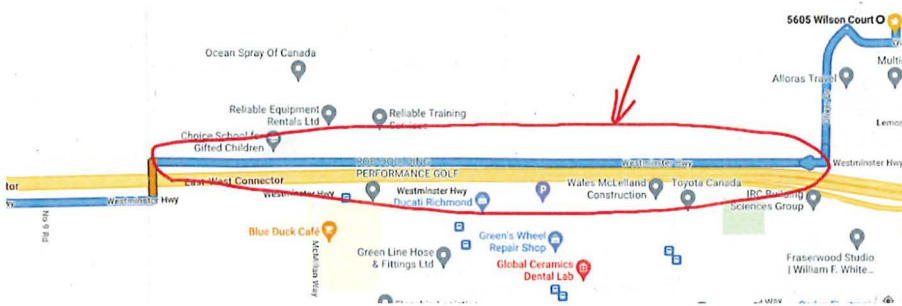 5605 Wilson Court
Ocean Spray Of Canada
Alloras Travel
Multi
Reliable Equipment
Rentals Ltd
Reliable Training
Choice School for
Gifted Children
Lemon
Westminster Hwy
Westminster Hwy
PERFORMANCE GOLF
tor
East-West Connector
Westminster Hwy
Westminster Hwy
Westminster Hwy
Ducati Richmond
P
Wales McLelland
Construction
Toyota Canada
IRC Building
Sciences Group
No 9 Rd
Blue Duck Café
McMillan Way
Green Line Hose
& Fittings Ltd
Green's Wheel
Repair Shop
Global Ceramics
Dental Lab
Fraserwood Studio
| William F. White...